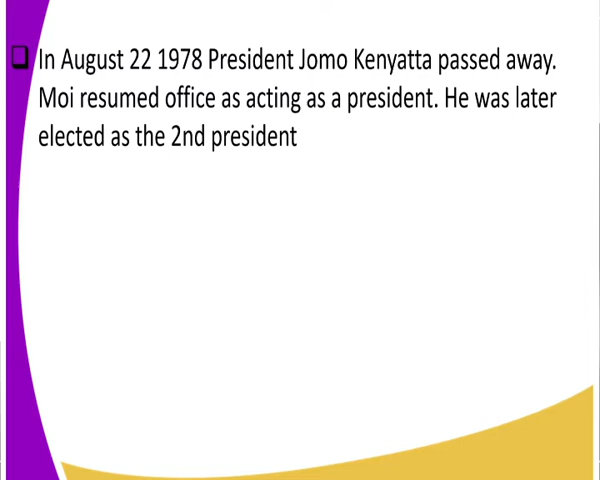 In August 22 1978 President Jomo Kenyatta passed away.
Moi resumed office as acting as a president. He was later
elected as the 2nd president